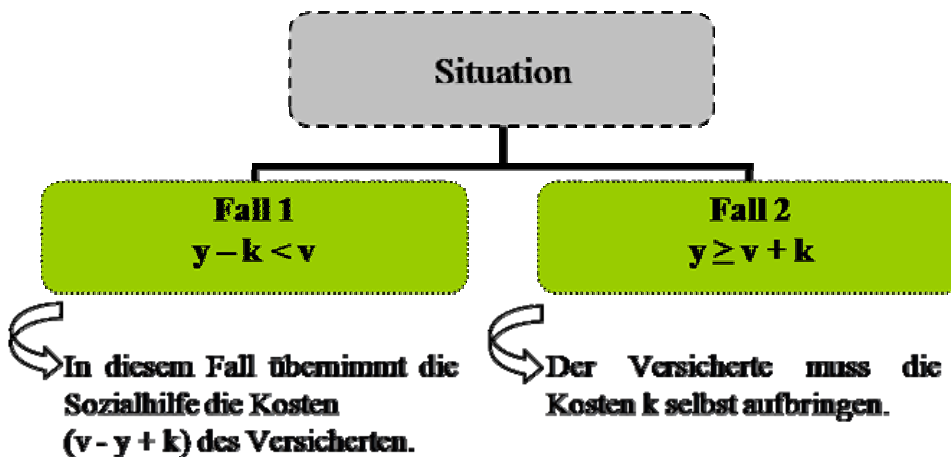 Situation
Fall 1
y – k < v
In diesem Fall übernimmt die
Sozialhilfe die Kosten
(v - y + k) des Versicherten.
Fall 2
y ≥ v + k
Der Versicherte muss die
Kosten k selbst aufbringen.